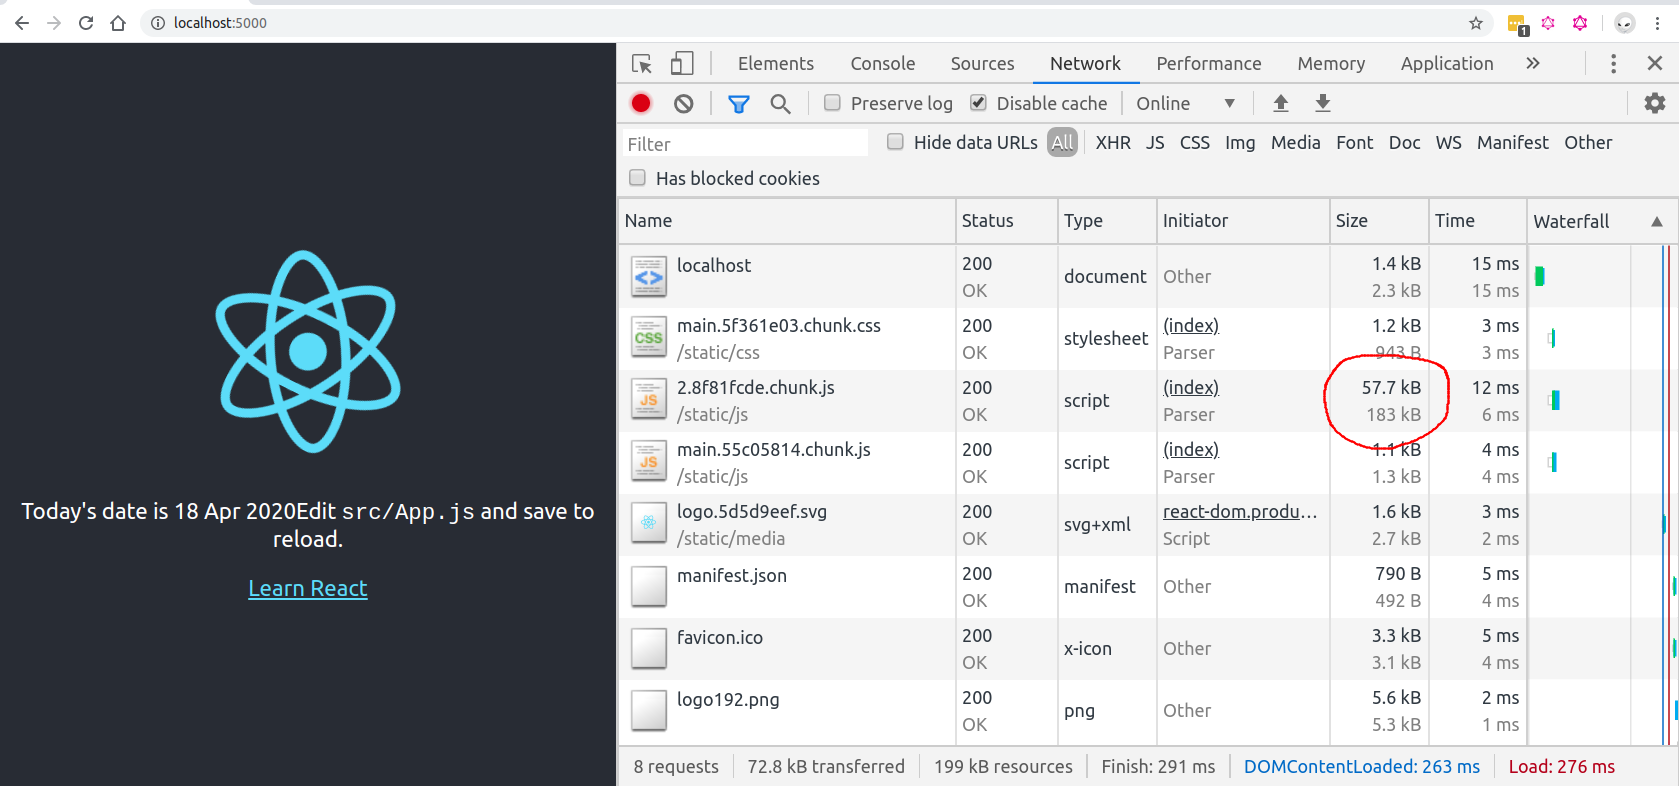 localhost:5000
1
Elements Console Sources Network Performance Memory Application »
Preserve log Disable cache Online
Filter Hide data URLs All XHR JS CSS Img Media Font Doc WS Manifest Other
Has blocked cookies
Name Status Type Initiator Size Time Waterfall
localhost 200 OK document Other 1.4 kB 2.3 kB 15 ms 15 ms
CSS main.5f361e03.chunk.css /static/css 200 OK stylesheet (index) Parser 1.2 kB 943 B 3 ms 3 ms
JS 2.8f81fcde.chunk.js /static/js 200 OK script (index) Parser 57.7 kB 183 kB 12 ms 6 ms
JS main.55c05814.chunk.js /static/js 200 OK script (index) Parser 1.1 kB 1.3 kB 4 ms 4 ms
logo.5d5d9eef.svg /static/media 200 OK svg+xml react-dom.produ… Script 1.6 kB 2.7 kB 3 ms 2 ms
manifest.json 200 OK manifest Other 790 B 492 B 5 ms 4 ms
favicon.ico 200 OK x-icon Other 3.3 kB 3.1 kB 5 ms 4 ms
logo192.png 200 OK png Other 5.6 kB 5.3 kB 2 ms 1 ms
8 requests 72.8 kB transferred 199 kB resources Finish: 291 ms DOMContentLoaded: 263 ms Load: 276 ms
Today's date is 18 Apr 2020Edit src/App.js and save to
reload.
Learn React